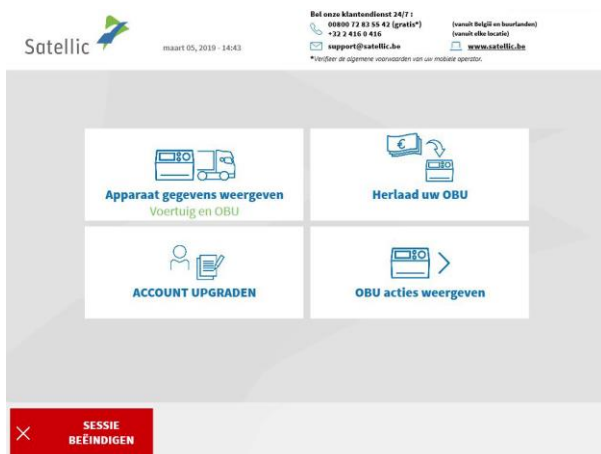 Satellic
maart 05, 2019 - 14:43
Bel onze klantendienst 24/7 :
00800 72 83 55 42 (gratis*) (vanuit België en buurlanden)
+32 2 416 0 416 (vanuit elke locatie)
support@satellic.be www.satellic.be
*Verifieer de algemene voorwaarden van uw mobiele operator.
Apparaat gegevens weergeven
Voertuig en OBU
€
Herlaad uw OBU
ACCOUNT UPGRADEN
OBU acties weergeven
SESSIE
BEËINDIGEN